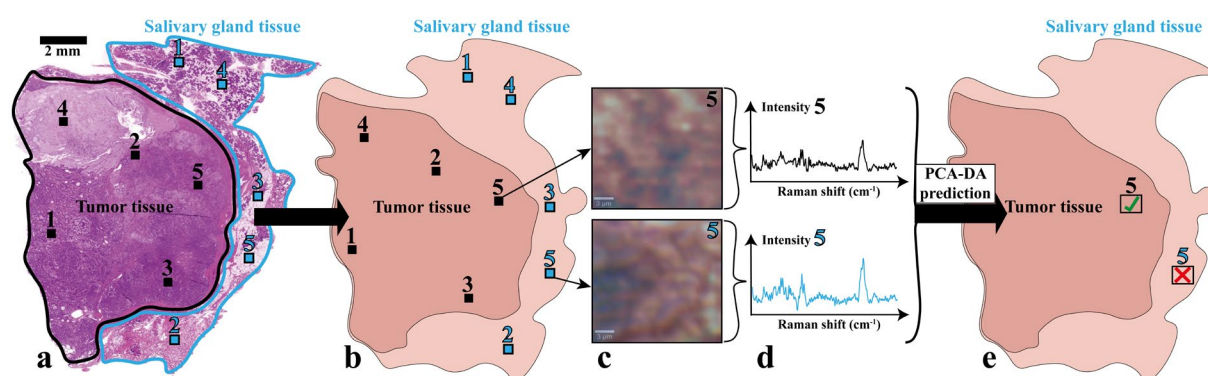 Salivary gland tissue
2 mm
1
4
4
2
5
3
Tumor tissue
1
5
3
2
a
Salivary gland tissue
1
4
4
2
5
3
Tumor tissue
1
5
3
2
b
5
5
c
Intensity 5
Raman shift (cm⁻¹)
Intensity 5
Raman shift (cm⁻¹)
d
PCA-DA
prediction
Salivary gland tissue
5
Tumor tissue
5
e